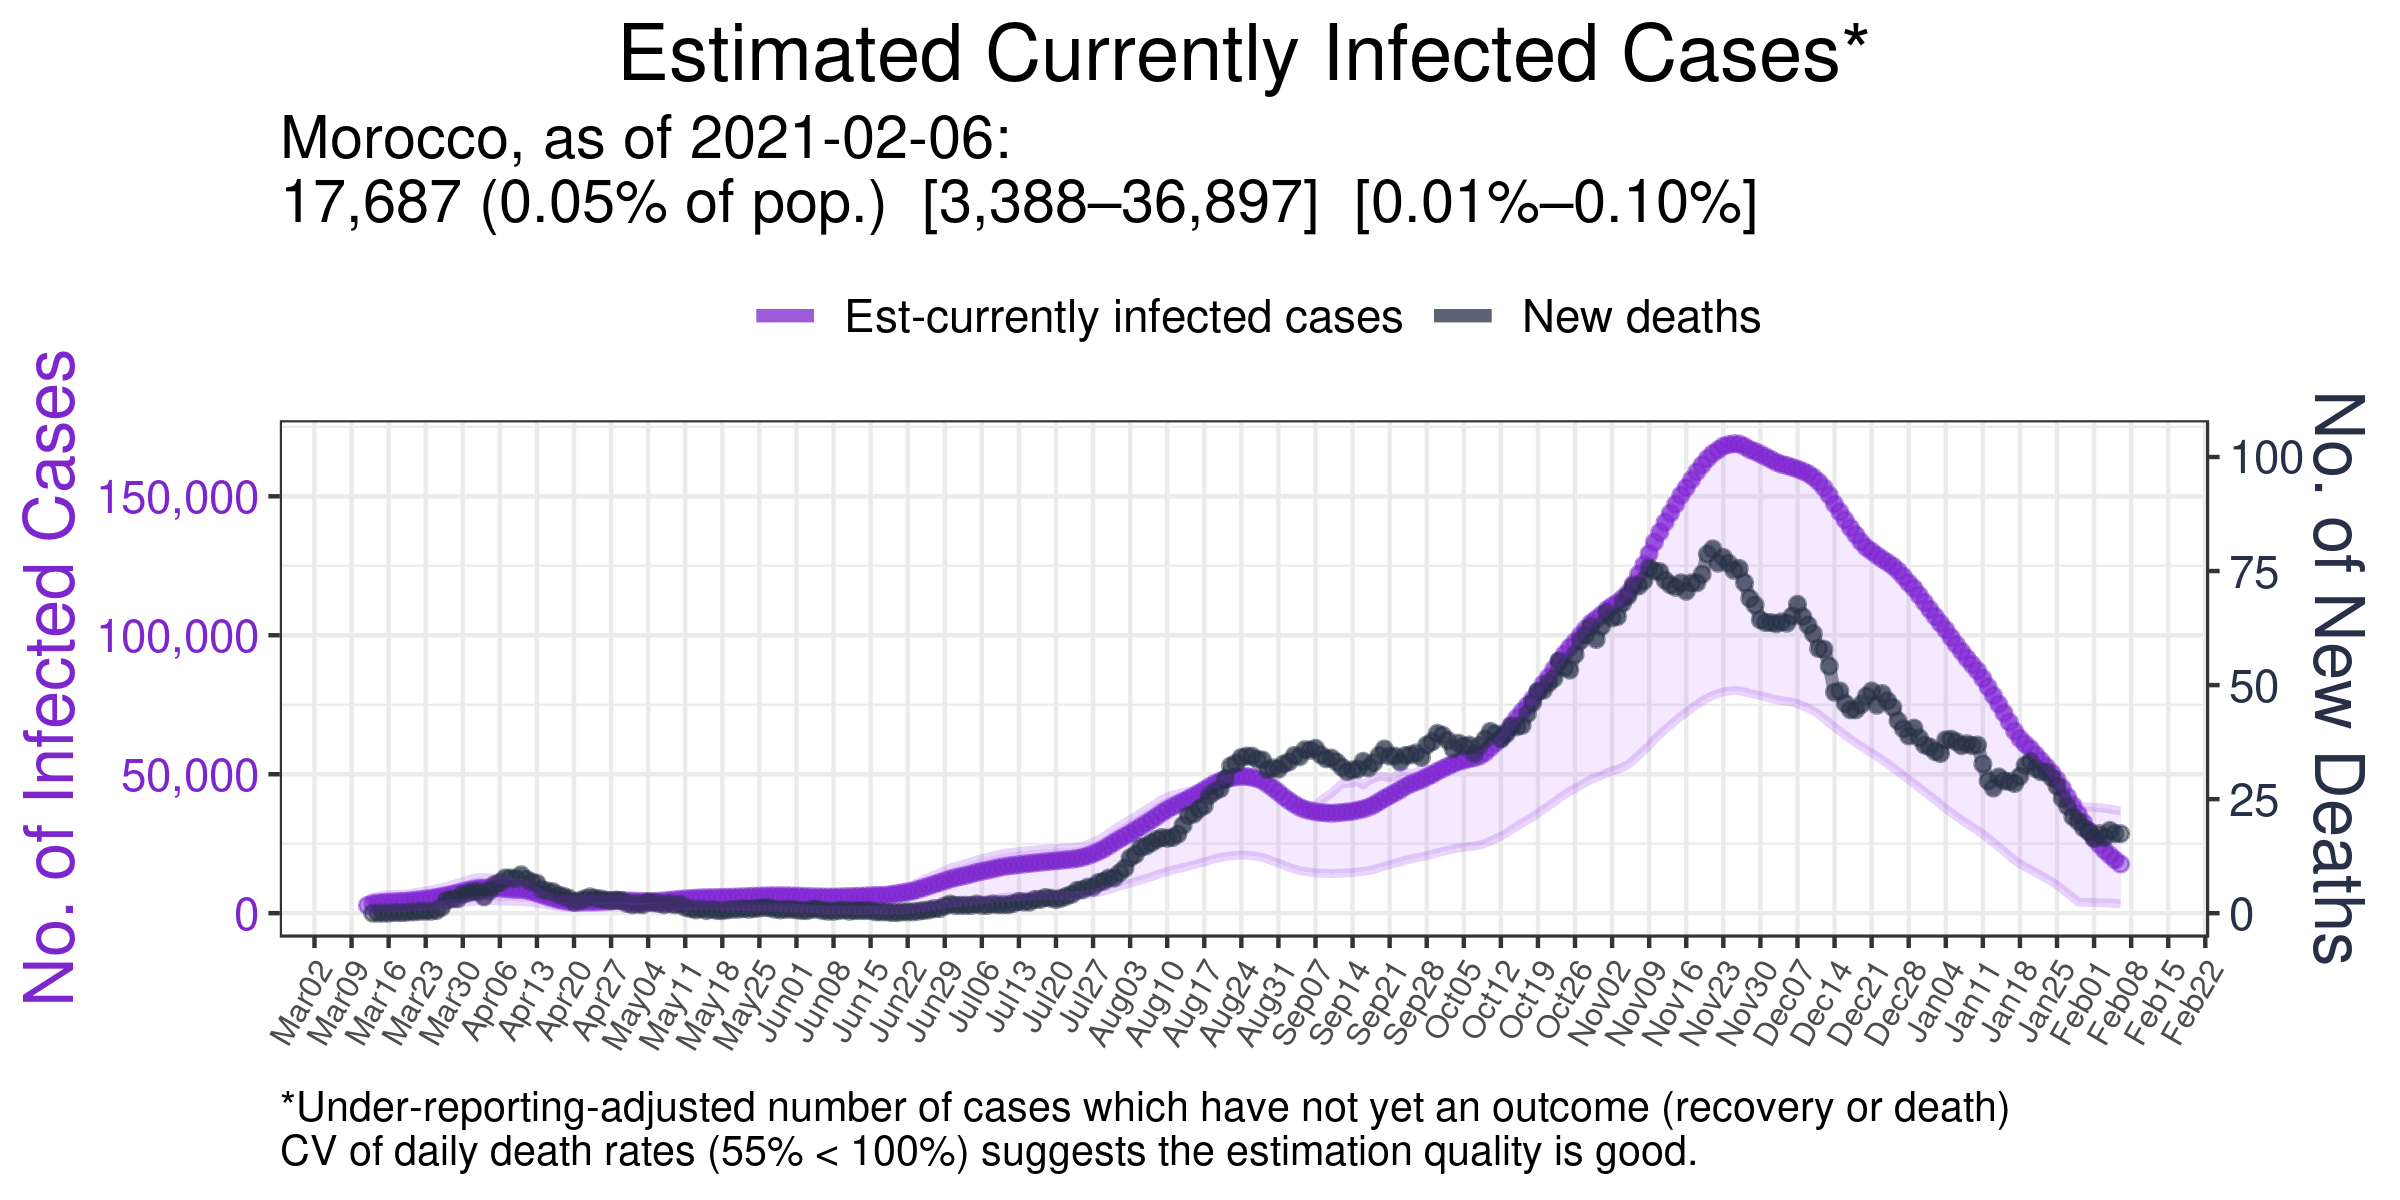 Estimated Currently Infected Cases*
Morocco, as of 2021-02-06:
17,687 (0.05% of pop.) [3,388–36,897] [0.01%–0.10%]
Est-currently infected cases
New deaths
No. of Infected Cases
150,000
100,000
50,000
0
100
75
50
25
0
No. of New Deaths
Mar02
Mar09
Mar16
Mar23
Mar30
Apr06
Apr13
Apr20
Apr27
May04
May11
May18
May25
Jun01
Jun08
Jun15
Jun22
Jun29
Jul06
Jul13
Jul20
Jul27
Aug03
Aug10
Aug17
Aug24
Aug31
Sep07
Sep14
Sep21
Sep28
Oct05
Oct12
Oct19
Oct26
Nov02
Nov09
Nov16
Nov23
Nov30
Dec07
Dec14
Dec21
Dec28
Jan04
Jan11
Jan18
Jan25
Feb01
Feb08
Feb15
Feb22
*Under-reporting-adjusted number of cases which have not yet an outcome (recovery or death)
CV of daily death rates (55% < 100%) suggests the estimation quality is good.